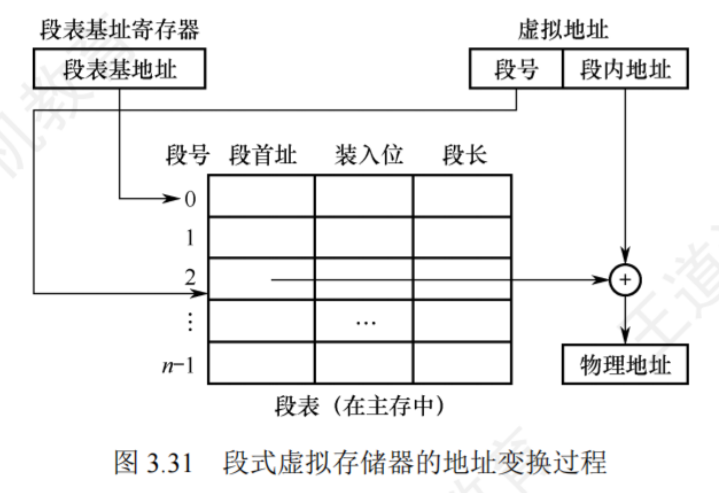 段表基址寄存器
虚拟地址
段表基地址
段号 段内地址
段号 段首址 装入位 段长
0
1
2
⋮ …
n-1
物理地址
段表（在主存中）
图 3.31 段式虚拟存储器的地址变换过程